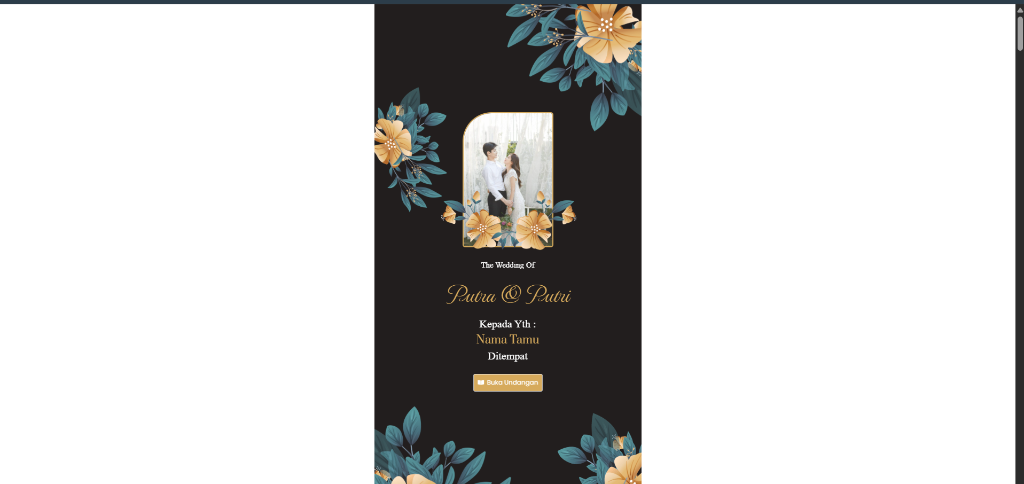 The Wedding Of
Putra & Putri
Kepada Yth :
Nama Tamu
Ditempat
Buka Undangan